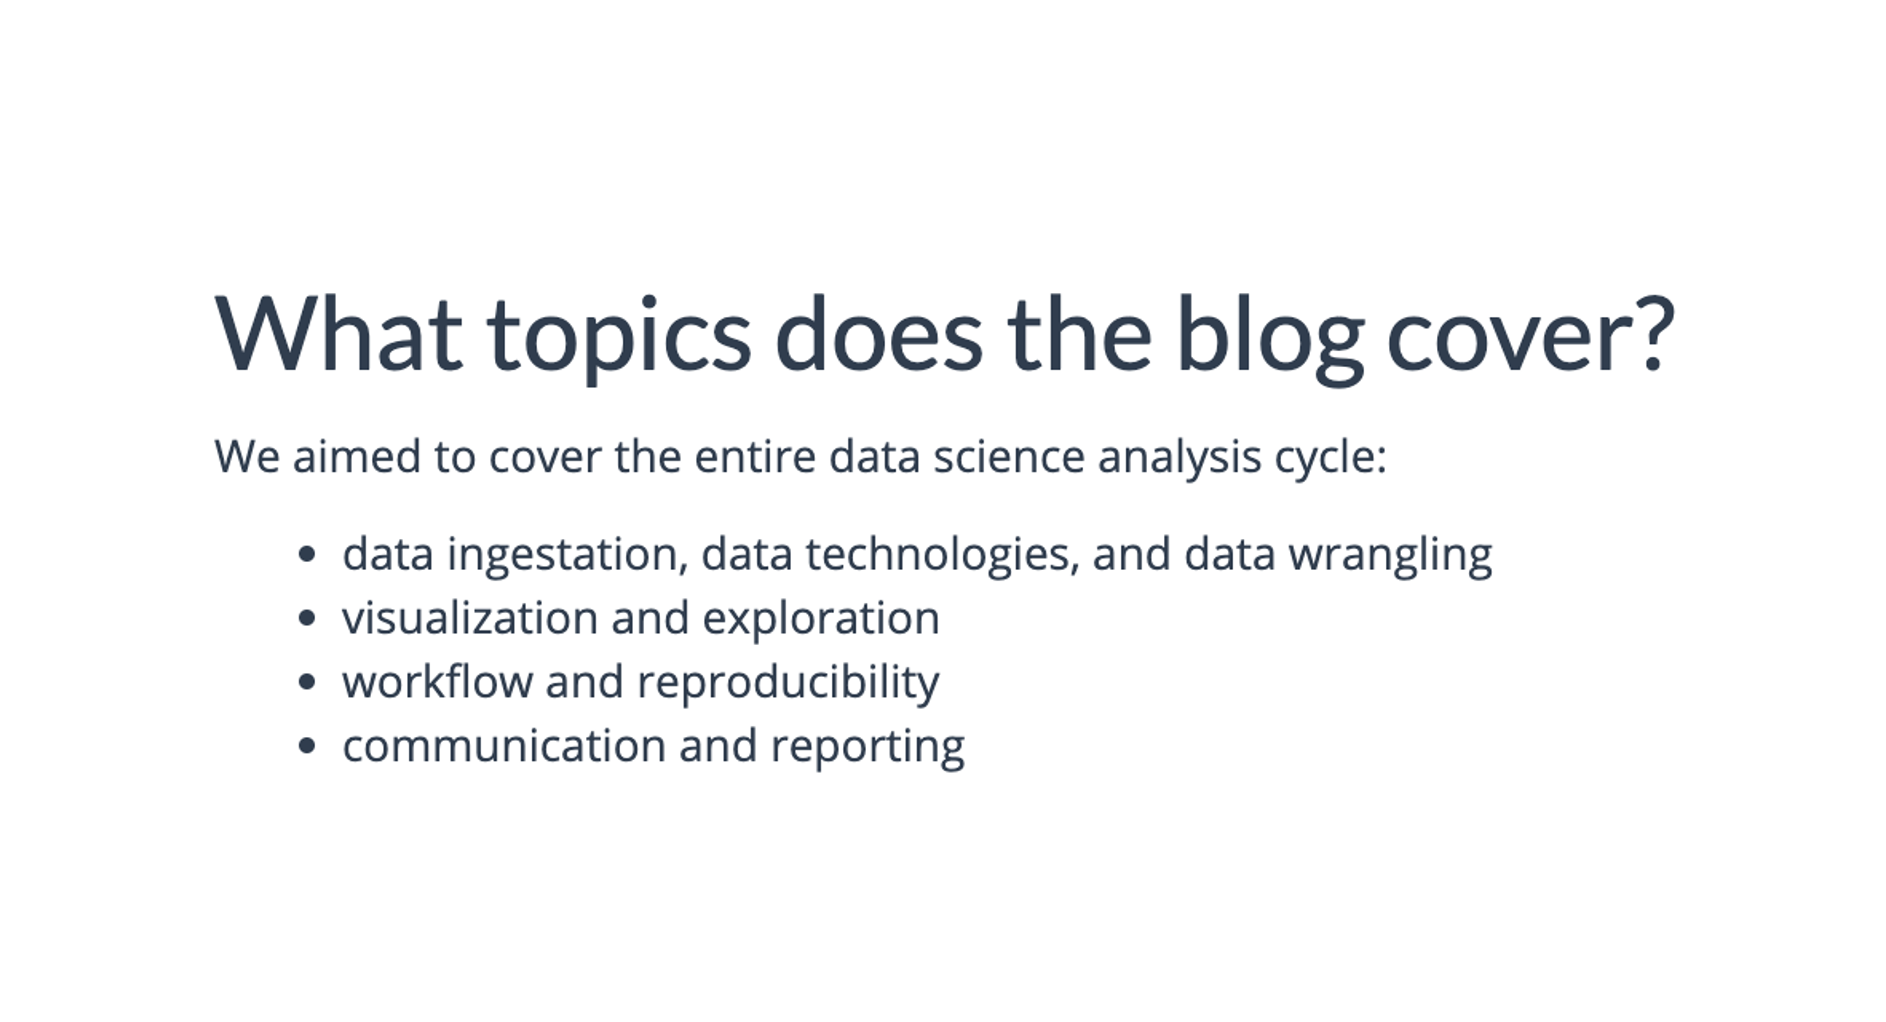 What topics does the blog cover?
We aimed to cover the entire data science analysis cycle:
• data ingestation, data technologies, and data wrangling
• visualization and exploration
• workflow and reproducibility
• communication and reporting